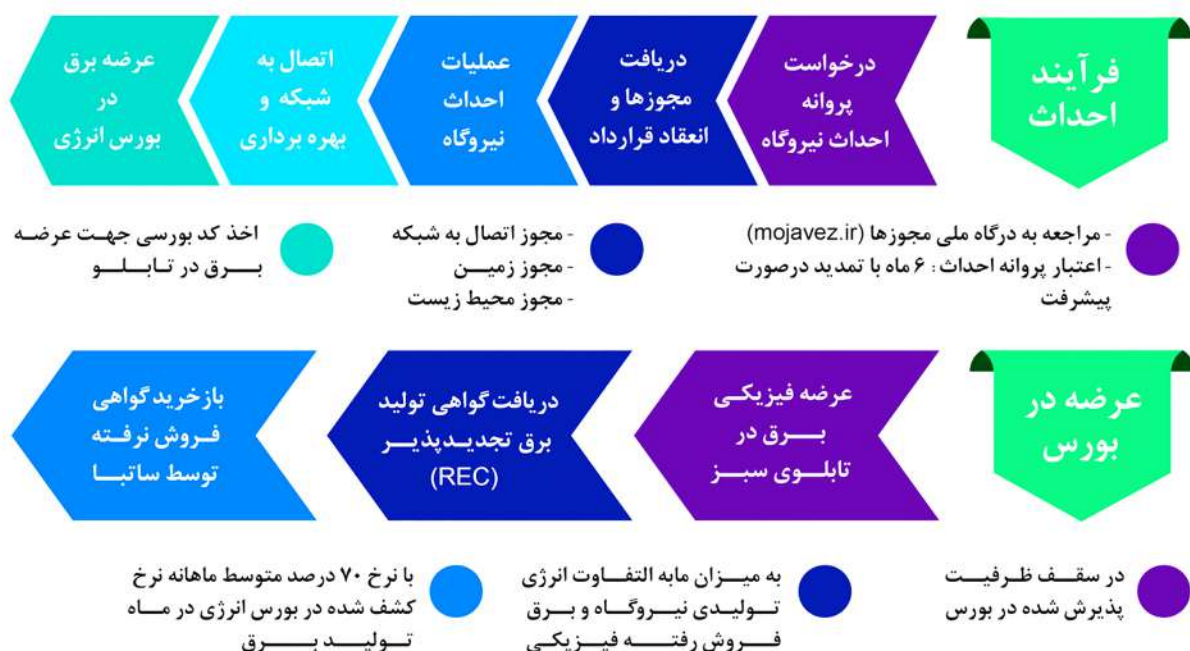 فرآیند
احداث
درخواست
پروانه
احداث نیروگاه
دریافت
مجوزها و
انعقاد قرارداد
عملیات
احداث
نیروگاه
اتصال به
شبکه و
بهره برداری
عرضه برق
در
بورس انرژی
- مراجعه به درگاه ملی مجوزها (mojavez.ir)
- اعتبار پروانه احداث : ۶ ماه با تمدید درصورت
پیشرفت
- مجوز اتصال به شبکه
- مجوز زمین
- مجوز محیط زیست
اخذ کد بورسی جهت عرضه
برق در تابلو
عرضه در
بورس
عرضه فیزیکی
برق در
تابلوی سبز
دریافت گواهی تولید
برق تجدیدپذیر
(REC)
بازخرید گواهی
فروش نرفته
توسط ساتبا
در سقف ظرفیت
پذیرش شده در بورس
به میزان مابه التفاوت انرژی
تولیدی نیروگاه و برق
فروش رفته فیزیکی
با نرخ ۷۰ درصد متوسط ماهانه نرخ
کشف شده در بورس انرژی در ماه
تولید برق